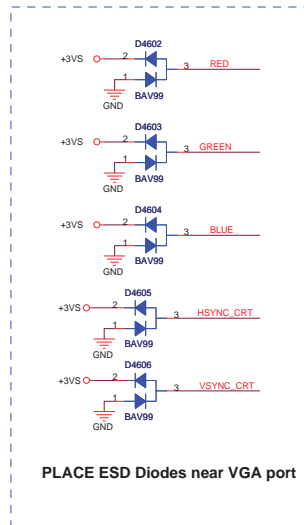 D4602
+3VS 2
3 RED
1
GND BAV99
D4603
+3VS 2
3 GREEN
1
GND BAV99
D4604
+3VS 2
3 BLUE
1
GND BAV99
D4605
+3VS 2
3 HSYNC_CRT
1
GND BAV99
D4606
+3VS 2
3 VSYNC_CRT
1
GND BAV99
PLACE ESD Diodes near VGA port